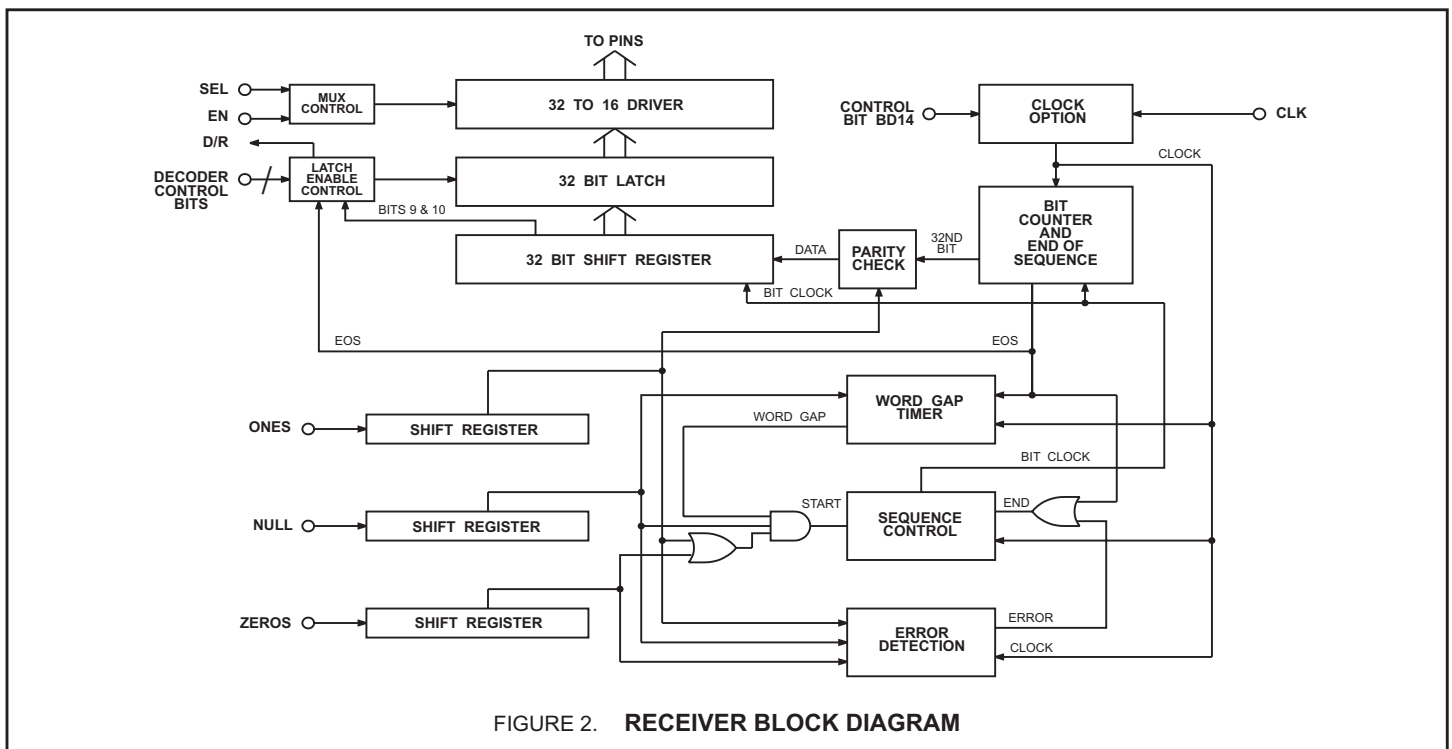 TO PINS
SEL
EN
MUX
CONTROL
32 TO 16 DRIVER
CONTROL
BIT BD14
CLOCK
OPTION
CLK
D/R
CLOCK
DECODER
CONTROL
BITS
LATCH
ENABLE
CONTROL
32 BIT LATCH
BIT
COUNTER
AND
END OF
SEQUENCE
BITS 9 & 10
32 BIT SHIFT REGISTER
DATA
PARITY
CHECK
32ND
BIT
BIT CLOCK
EOS
EOS
WORD GAP
TIMER
ONES
SHIFT REGISTER
WORD GAP
BIT CLOCK
NULL
SHIFT REGISTER
START
SEQUENCE
CONTROL
END
ZEROS
SHIFT REGISTER
ERROR
DETECTION
ERROR
CLOCK
FIGURE 2. RECEIVER BLOCK DIAGRAM